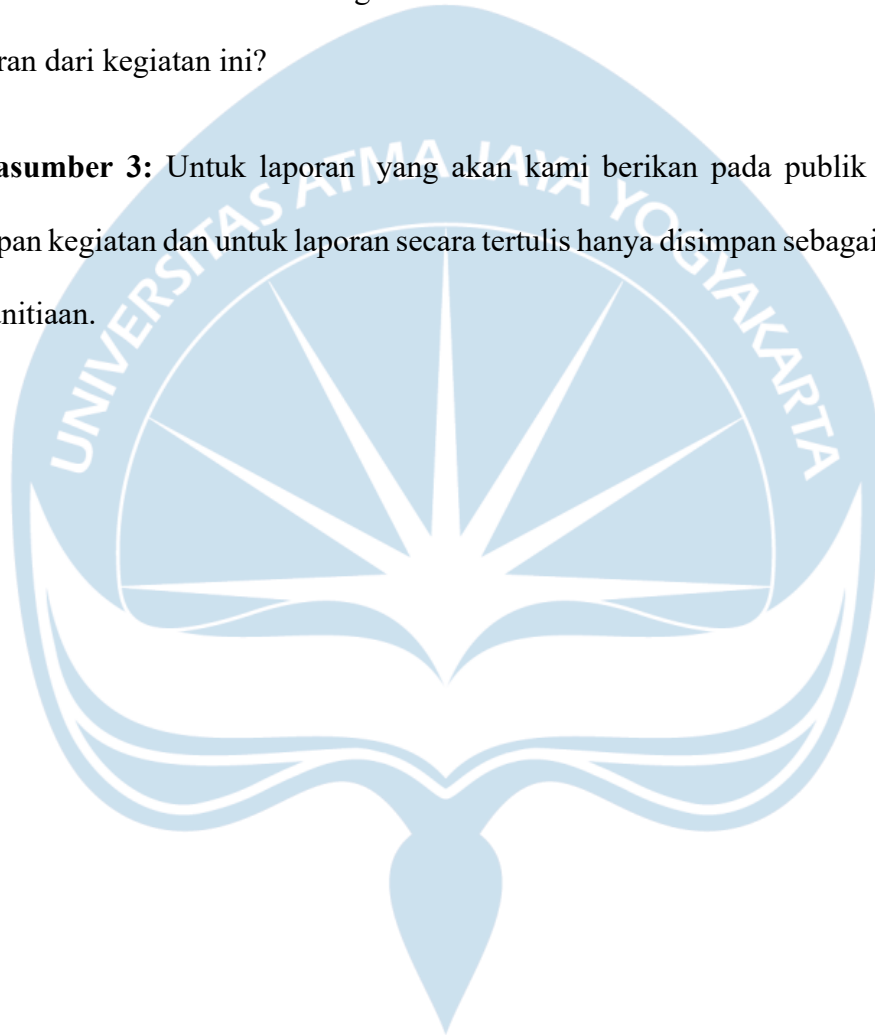 ran dari kegiatan ini?
asumber 3: Untuk laporan yang akan kami berikan pada publik
pan kegiatan dan untuk laporan secara tertulis hanya disimpan sebagai
nitiaan.
UNIVERSITAS ATMA JAYA YOGYAKARTA